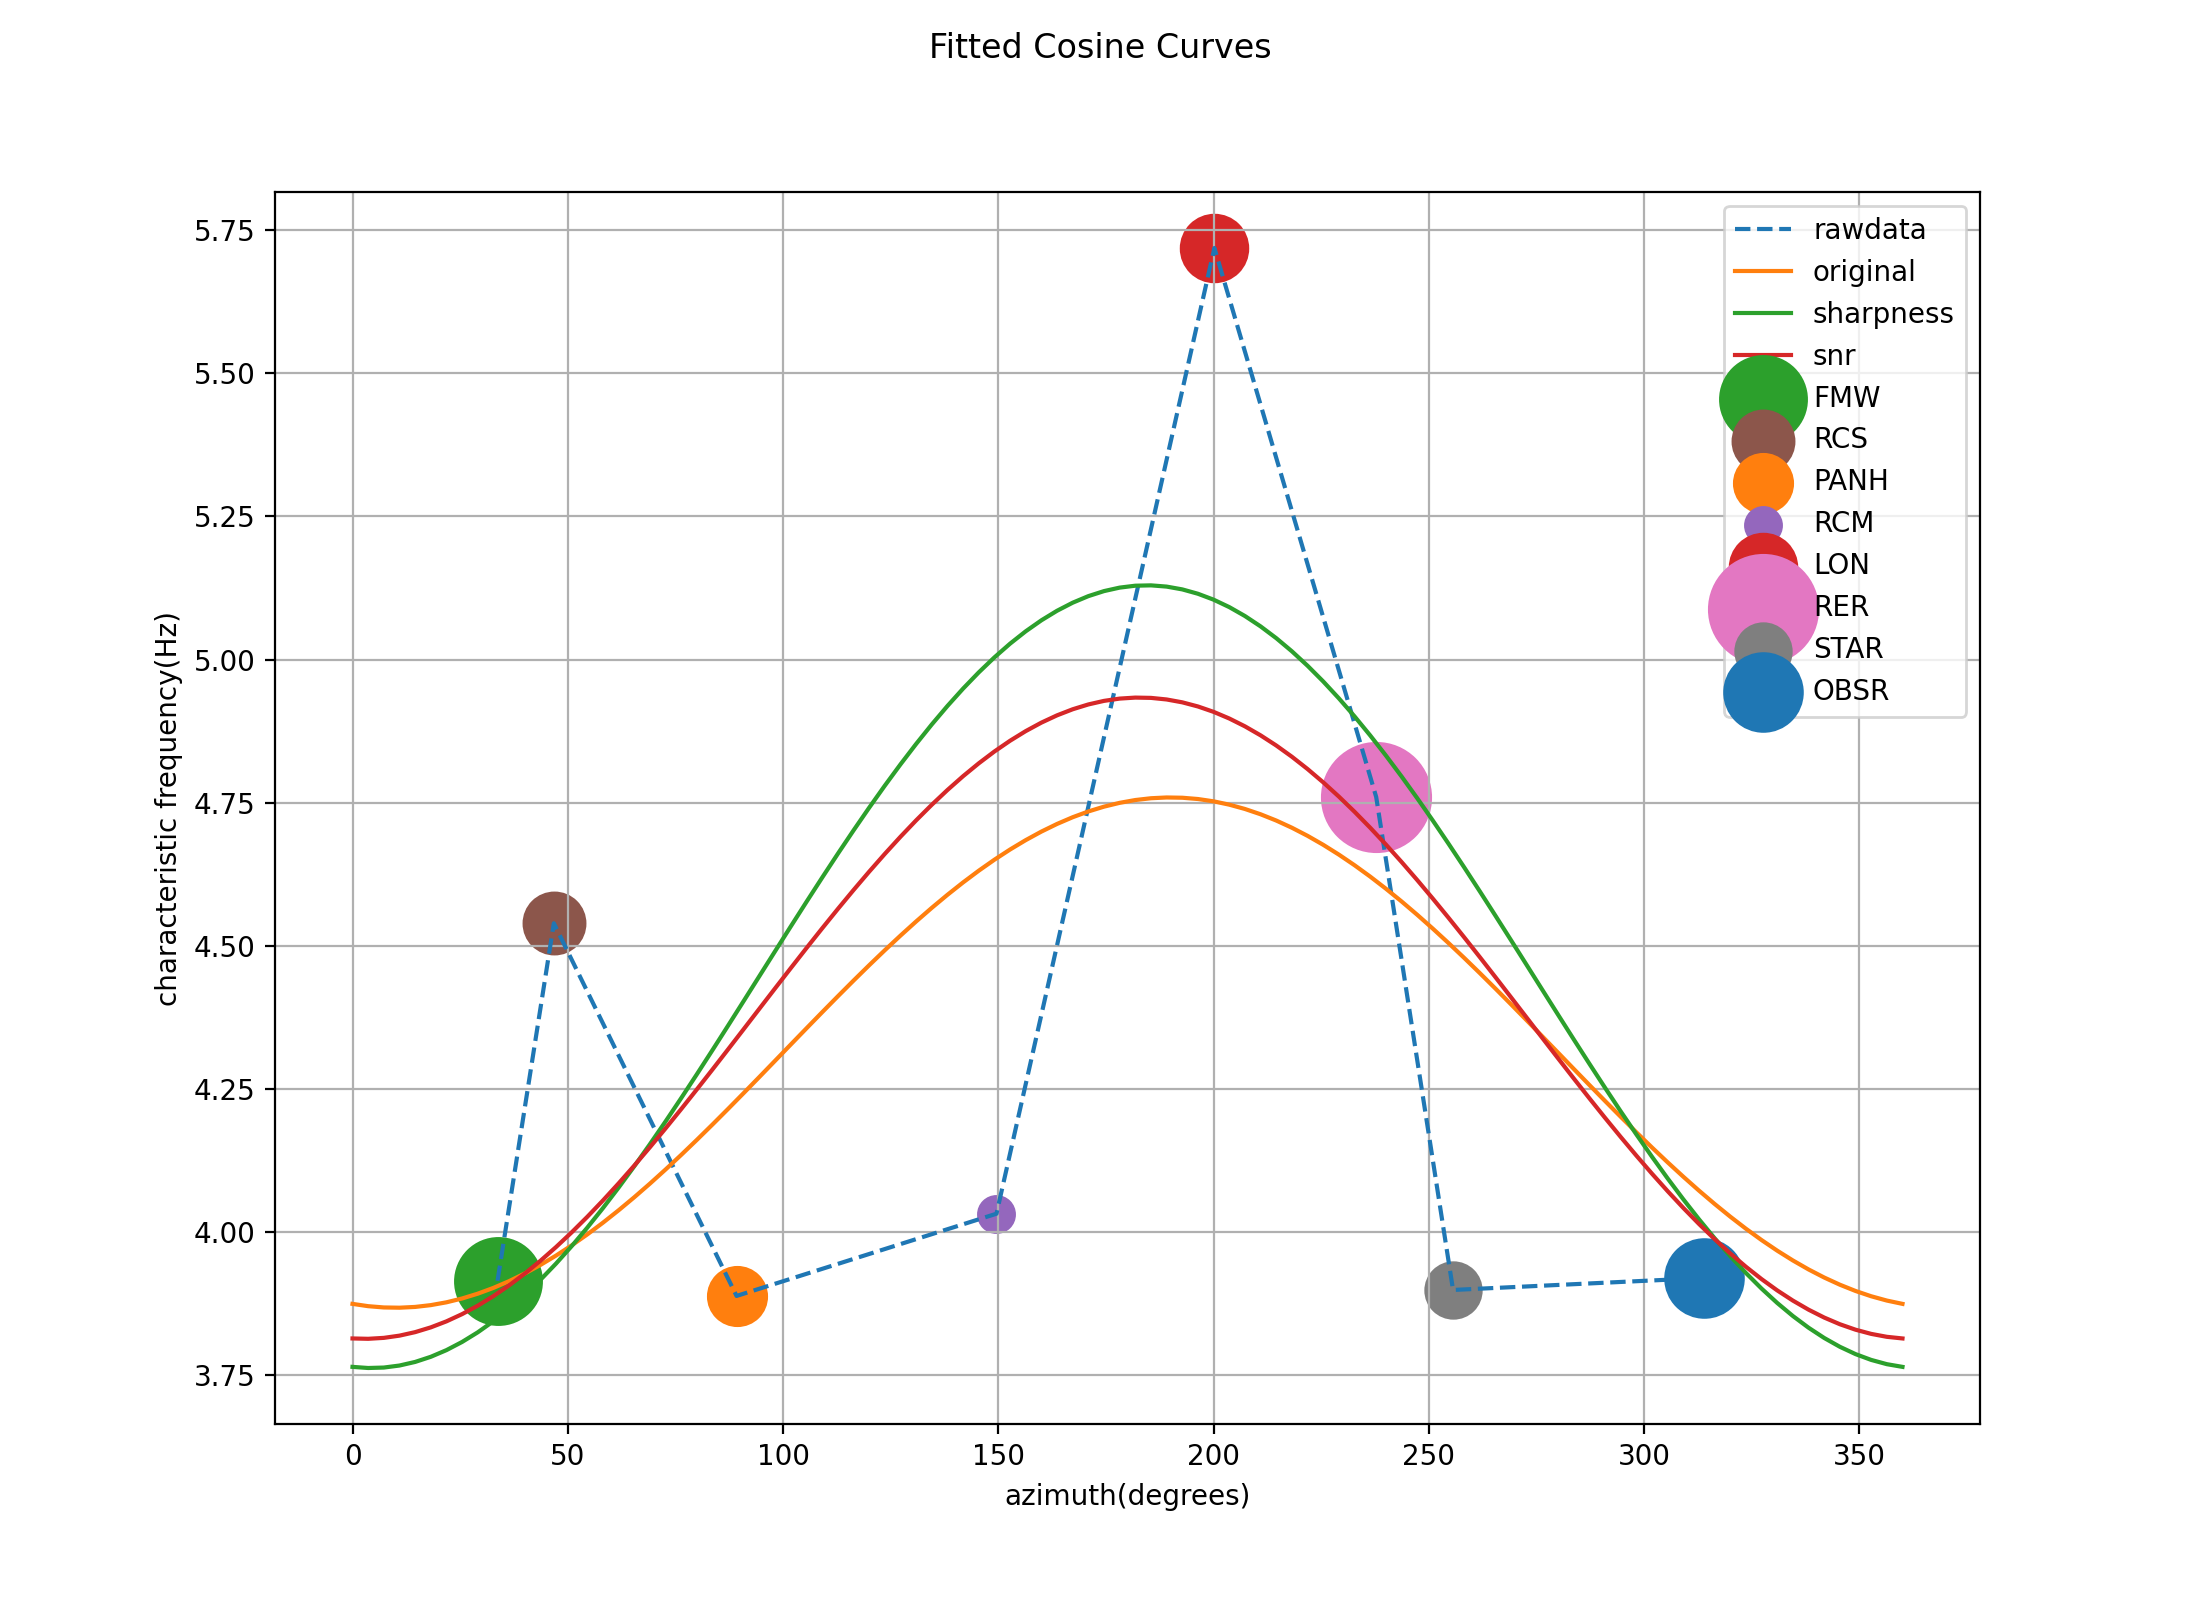 Fitted Cosine Curves
5.75
5.50
5.25
5.00
4.75
4.50
4.25
4.00
3.75
characteristic frequency(Hz)
rawdata
original
sharpness
snr
FMW
RCS
PANH
RCM
LON
RER
STAR
OBSR
0 50 100 150 200 250 300 350
azimuth(degrees)